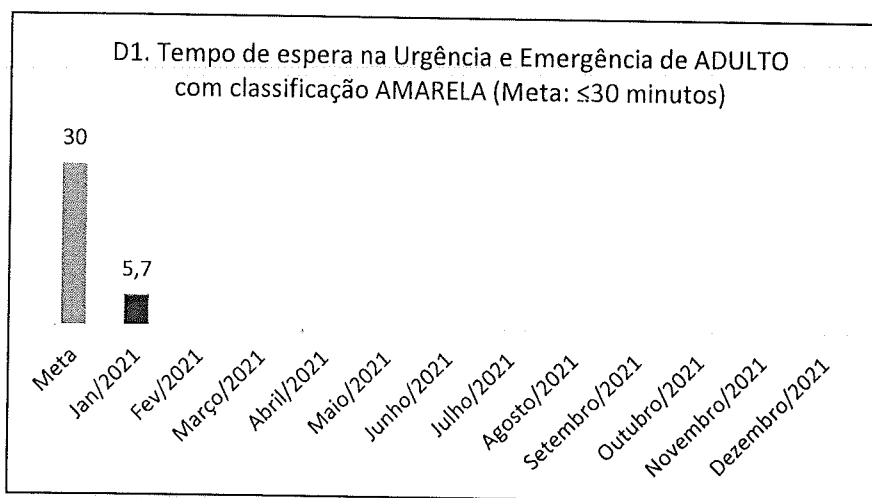 D1. Tempo de espera na Urgência e Emergência de ADULTO
com classificação AMARELA (Meta: ≤30 minutos)
30
5,7
Meta
Jan/2021
Fev/2021
Março/2021
Abril/2021
Maio/2021
Junho/2021
Julho/2021
Agosto/2021
Setembro/2021
Outubro/2021
Novembro/2021
Dezembro/2021